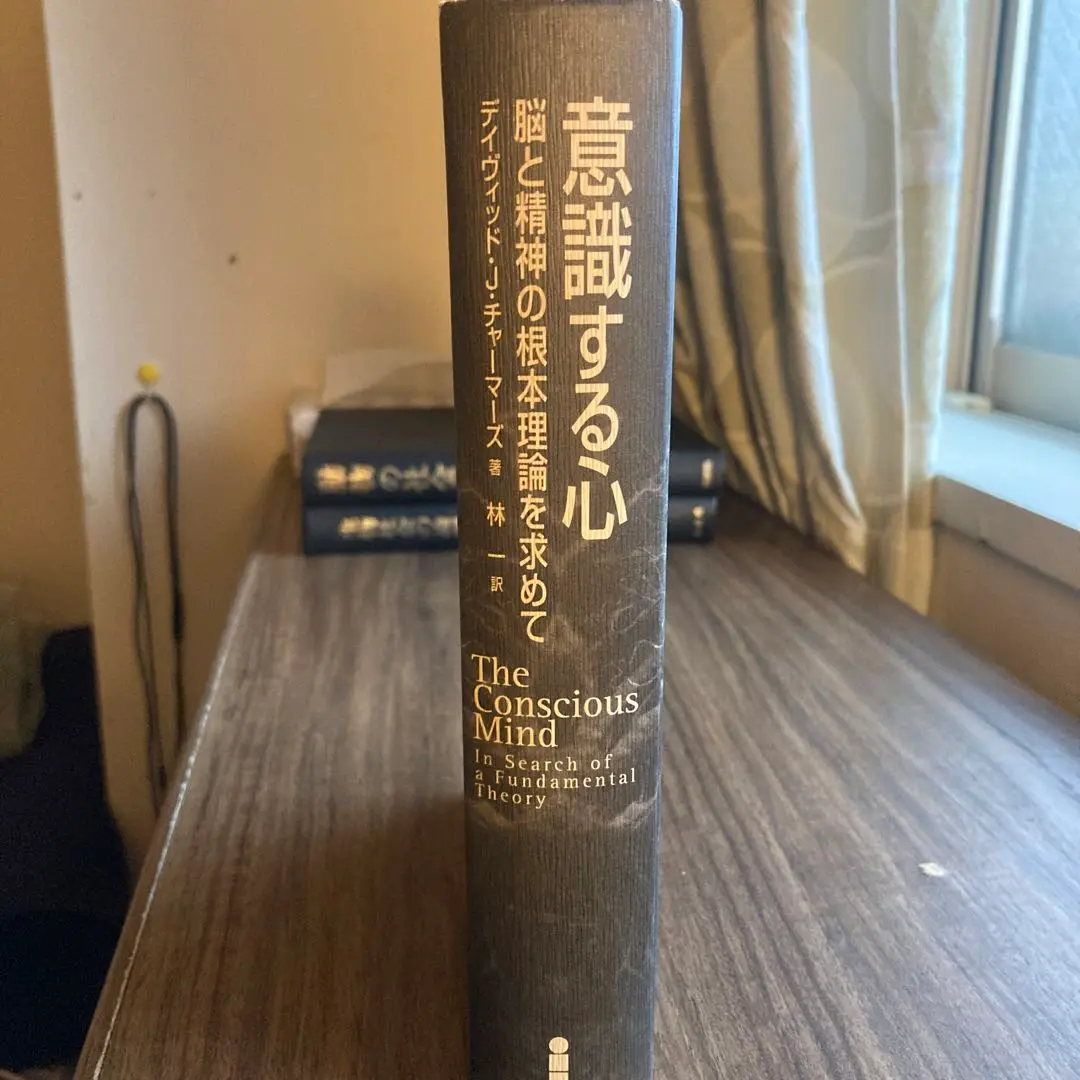 意識する心
脳と精神の根本理論を求めて
デイヴィッド・J・チャーマーズ 著 林 一 訳
The
Conscious
Mind
In Search of
a Fundamental
Theory